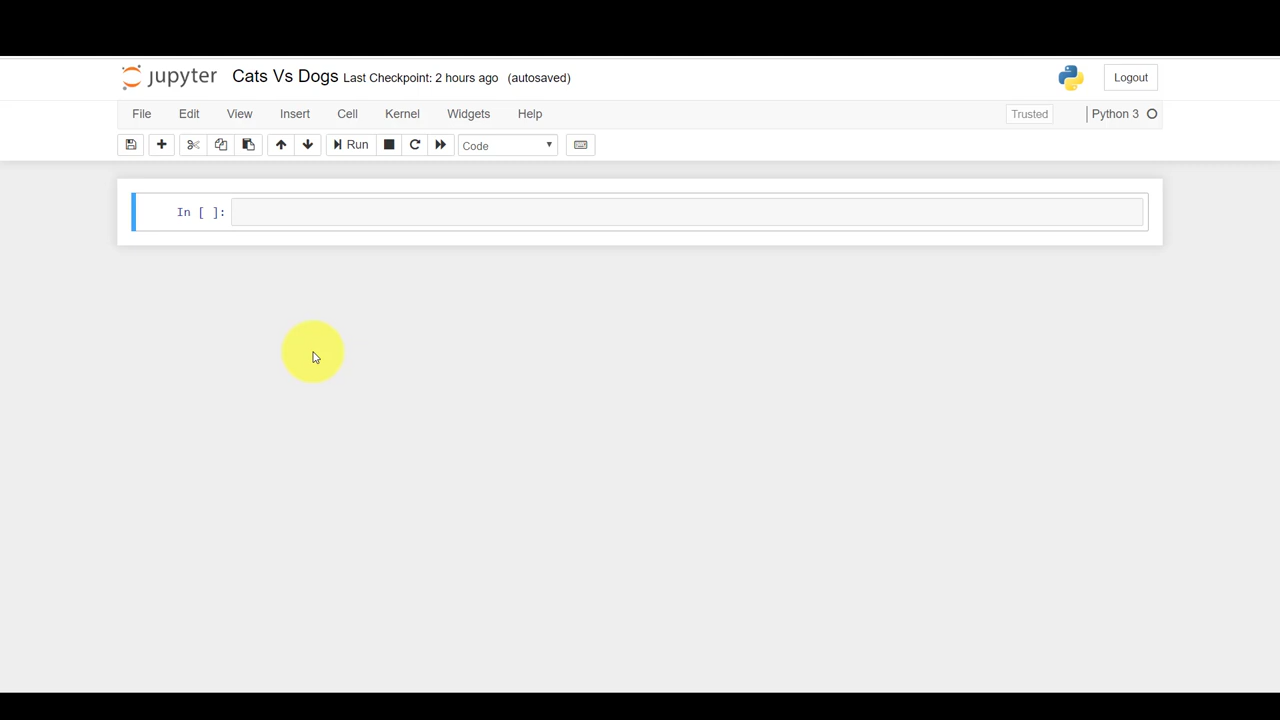 jupyter Cats Vs Dogs Last Checkpoint: 2 hours ago (autosaved) Logout
File Edit View Insert Cell Kernel Widgets Help Trusted Python 3
Run Code
In [ ]: